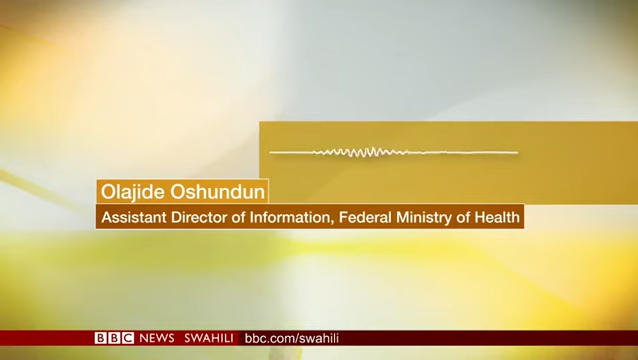 Olajide Oshundun
Assistant Director of Information, Federal Ministry of Health
BBC NEWS SWAHILI bbc.com/swahili